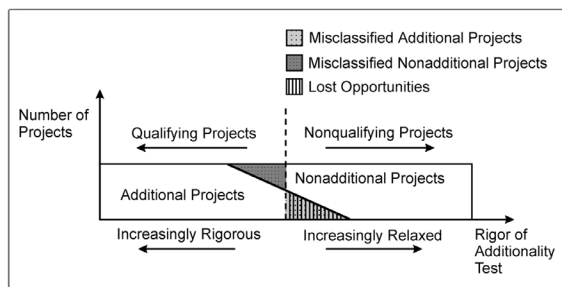 Misclassified Additional Projects
Misclassified Nonadditional Projects
Lost Opportunities
Number of
Projects
Qualifying Projects
Nonqualifying Projects
Additional Projects
Nonadditional Projects
Increasingly Rigorous
Increasingly Relaxed
Rigor of
Additionality
Test